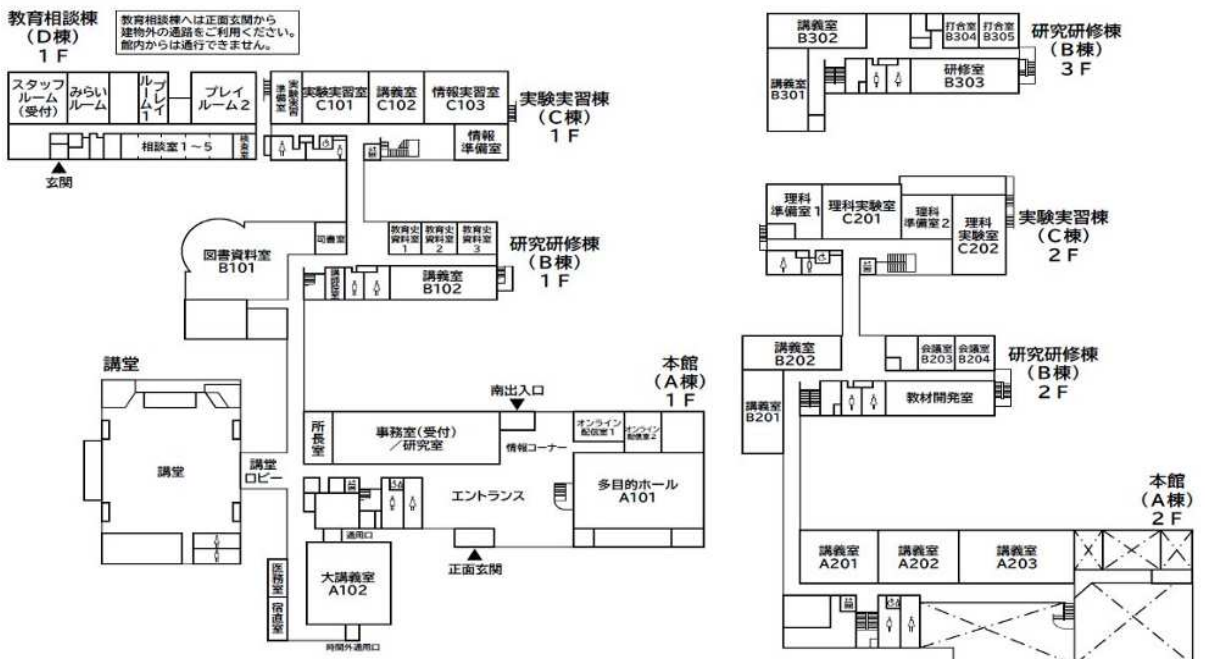 教育相談棟
(D棟)
1F
教育相談棟へは正面玄関から
建物外の通路をご利用ください。
館内からは通行できません。
スタッフ
ルーム
(受付)
みらい
ルーム
プレイ
ルーム1
プレイ
ルーム2
相談室1~5
検査室
玄関
実験実習
準備室
実験実習室
C101
講義室
C102
情報実習室
C103
情報
準備室
実験実習棟
(C棟)
1F
図書資料室
B101
司書室
教育史
資料室
1
教育史
資料室
2
教育史
資料室
3
講師控室
講義室
B102
研究研修棟
(B棟)
1F
講堂
講堂
講堂
ロビー
本館
(A棟)
1F
南出入口
所長室
事務室(受付)
/研究室
情報コーナー
オンライン
配信室1
オンライン
配信室2
エントランス
多目的ホール
A101
通用口
正面玄関
大講義室
A102
医務室
宿直室
時間外通用口
講義室
B302
打合室
B304
打合室
B305
講義室
B301
研修室
B303
研究研修棟
(B棟)
3F
理科
準備室1
理科実験室
C201
理科
準備室2
理科
実験室
C202
実験実習棟
(C棟)
2F
講義室
B202
会議室
B203
会議室
B204
講義室
B201
教材開発室
研究研修棟
(B棟)
2F
本館
(A棟)
2F
講義室
A201
講義室
A202
講義室
A203